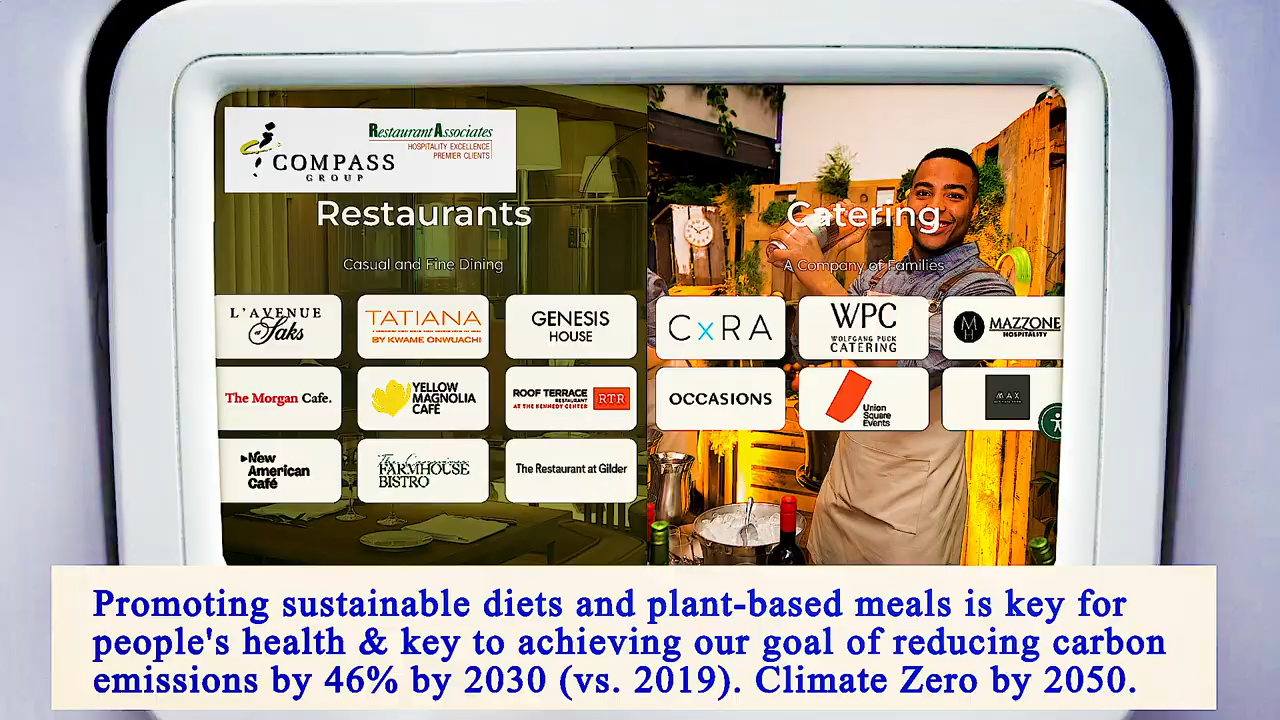 COMPASS
GROUP
Restaurant Associates
HOSPITALITY EXCELLENCE
PREMIER CLIENTS
Restaurants
Casual and Fine Dining
L'AVENUE
at Saks
TATIANA
BY KWAME ONWUACHI
GENESIS
HOUSE
The Morgan Cafe.
YELLOW
MAGNOLIA
CAFÉ
ROOF TERRACE
RESTAURANT
AT THE KENNEDY CENTER
RTR
New
American
Café
FARMHOUSE
BISTRO
The Restaurant at Gilder
Catering
A Company of Families
CxRA
WPC
WOLFGANG PUCK
CATERING
MH
MAZZONE
HOSPITALITY
OCCASIONS
Union
Square
Events
MAX
Promoting sustainable diets and plant-based meals is key for
people's health & key to achieving our goal of reducing carbon
emissions by 46% by 2030 (vs. 2019). Climate Zero by 2050.